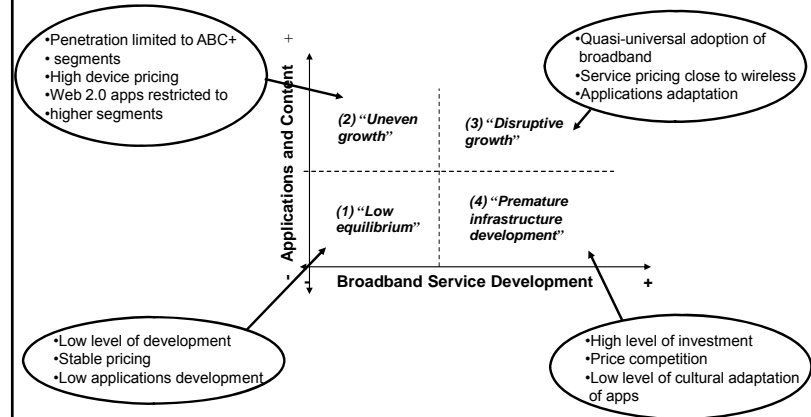 •Penetration limited to ABC+
• segments
•High device pricing
•Web 2.0 apps restricted to
•higher segments
•Quasi-universal adoption of
broadband
•Service pricing close to wireless
•Applications adaptation
+
Applications and Content
-
(2) “Uneven
growth”
(3) “Disruptive
growth”
(1) “Low
equilibrium”
(4) “Premature
infrastructure
development”
-
Broadband Service Development
+
•Low level of development
•Stable pricing
•Low applications development
•High level of investment
•Price competition
•Low level of cultural adaptation
of apps